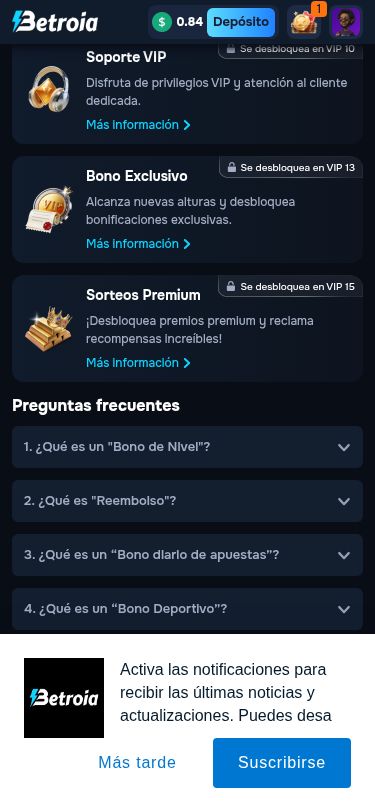 Betroia
$ 0.84 Depósito
1
Soporte VIP
Se desbloquea en VIP 10
Disfruta de privilegios VIP y atención al cliente
dedicada.
Más información
Se desbloquea en VIP 13
Bono Exclusivo
Alcanza nuevas alturas y desbloquea
bonificaciones exclusivas.
Más información
VIP
Se desbloquea en VIP 15
Sorteos Premium
¡Desbloquea premios premium y reclama
recompensas increíbles!
Más información
Preguntas frecuentes
1. ¿Qué es un "Bono de Nivel"?
2. ¿Qué es "Reembolso"?
3. ¿Qué es un “Bono diario de apuestas”?
4. ¿Qué es un “Bono Deportivo”?
Betroia
Activa las notificaciones para
recibir las últimas noticias y
actualizaciones. Puedes desa
Más tarde
Suscribirse